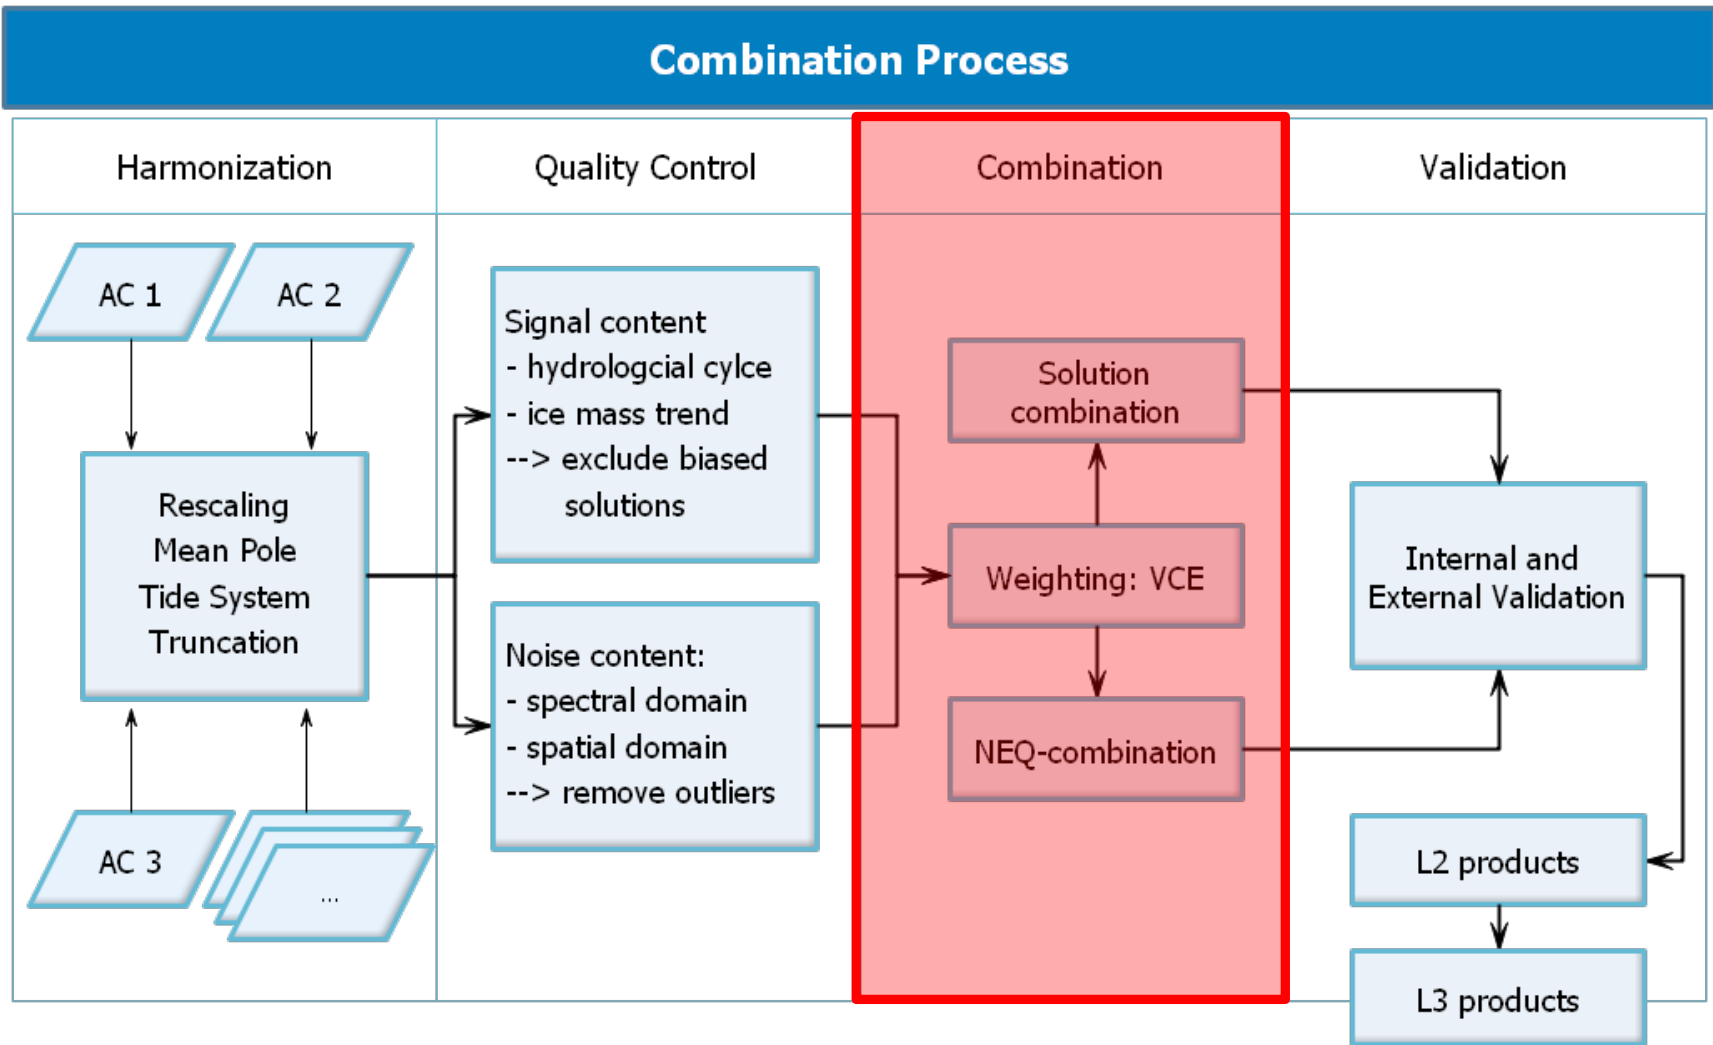 Combination Process
Harmonization
Quality Control
Combination
Validation
AC 1
AC 2
Rescaling
Mean Pole
Tide System
Truncation
AC 3
...
Signal content
- hydrologcial cylce
- ice mass trend
--> exclude biased
solutions
Noise content:
- spectral domain
- spatial domain
--> remove outliers
Solution
combination
Weighting: VCE
NEQ-combination
Internal and
External Validation
L2 products
L3 products